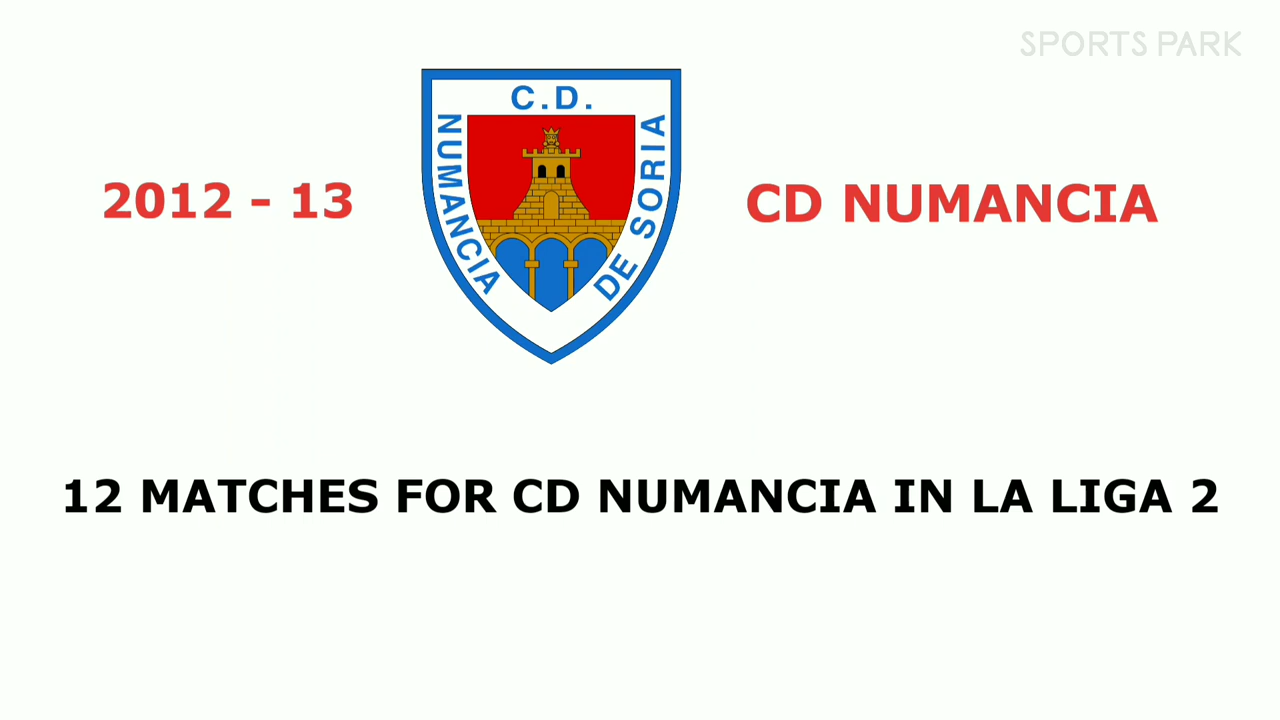 SPORTS PARK
C.D.
NUMANCIA
DE SORIA
2012 - 13
CD NUMANCIA
12 MATCHES FOR CD NUMANCIA IN LA LIGA 2